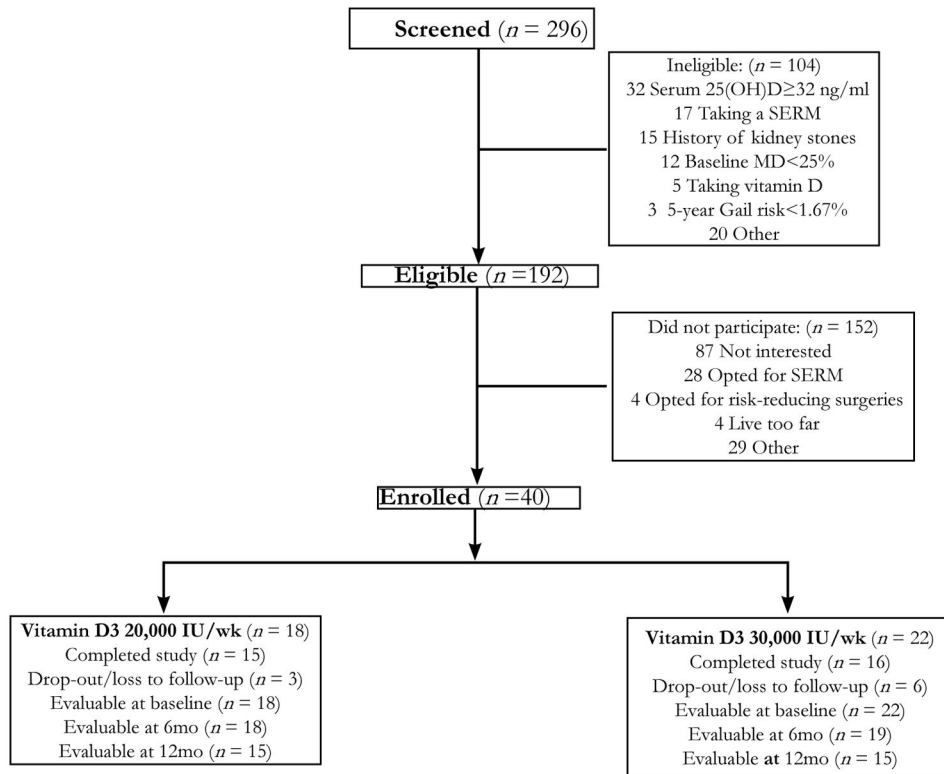 Screened (n = 296)
Ineligible: (n = 104)
32 Serum 25(OH)D≥32 ng/ml
17 Taking a SERM
15 History of kidney stones
12 Baseline MD<25%
5 Taking vitamin D
3 5-year Gail risk<1.67%
20 Other
Eligible (n =192)
Did not participate: (n = 152)
87 Not interested
28 Opted for SERM
4 Opted for risk-reducing surgeries
4 Live too far
29 Other
Enrolled (n =40)
Vitamin D3 20,000 IU/wk (n = 18)
Completed study (n = 15)
Drop-out/loss to follow-up (n = 3)
Evaluable at baseline (n = 18)
Evaluable at 6mo (n = 18)
Evaluable at 12mo (n = 15)
Vitamin D3 30,000 IU/wk (n = 22)
Completed study (n = 16)
Drop-out/loss to follow-up (n = 6)
Evaluable at baseline (n = 22)
Evaluable at 6mo (n = 19)
Evaluable at 12mo (n = 15)